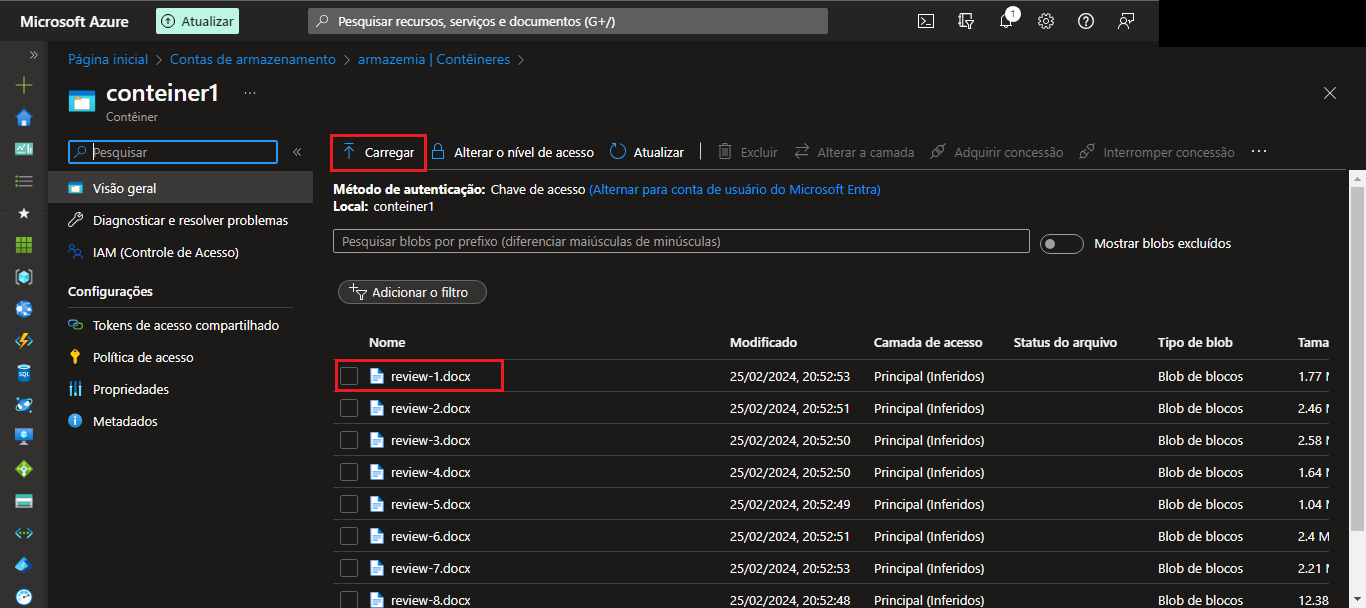 Microsoft Azure
Atualizar
Pesquisar recursos, serviços e documentos (G+/)
1
Página inicial > Contas de armazenamento > armazemia | Contêineres >
conteiner1 ...
Contêiner
Pesquisar
Carregar
Alterar o nível de acesso
Atualizar
Excluir
Alterar a camada
Adquirir concessão
Interromper concessão
Visão geral
Diagnosticar e resolver problemas
IAM (Controle de Acesso)
Configurações
Tokens de acesso compartilhado
Política de acesso
Propriedades
Metadados
Método de autenticação: Chave de acesso (Alternar para conta de usuário do Microsoft Entra)
Local: conteiner1
Pesquisar blobs por prefixo (diferenciar maiúsculas de minúsculas)
Mostrar blobs excluídos
Adicionar o filtro
Nome Modificado Camada de acesso Status do arquivo Tipo de blob Tama
review-1.docx 25/02/2024, 20:52:53 Principal (Inferidos) Blob de blocos 1.77
review-2.docx 25/02/2024, 20:52:51 Principal (Inferidos) Blob de blocos 2.46
review-3.docx 25/02/2024, 20:52:50 Principal (Inferidos) Blob de blocos 2.58
review-4.docx 25/02/2024, 20:52:50 Principal (Inferidos) Blob de blocos 1.64
review-5.docx 25/02/2024, 20:52:49 Principal (Inferidos) Blob de blocos 1.04
review-6.docx 25/02/2024, 20:52:51 Principal (Inferidos) Blob de blocos 2.4 M
review-7.docx 25/02/2024, 20:52:53 Principal (Inferidos) Blob de blocos 2.21
review-8.docx 25/02/2024, 20:52:48 Principal (Inferidos) Blob de blocos 12.38